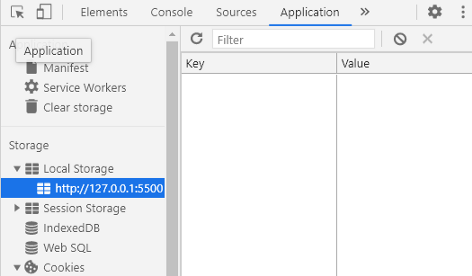 Elements Console Sources Application
A
Application
Filter
Manifest
Key Value
Service Workers
Clear storage
Storage
Local Storage
http://127.0.0.1:5500
Session Storage
IndexedDB
Web SQL
Cookies